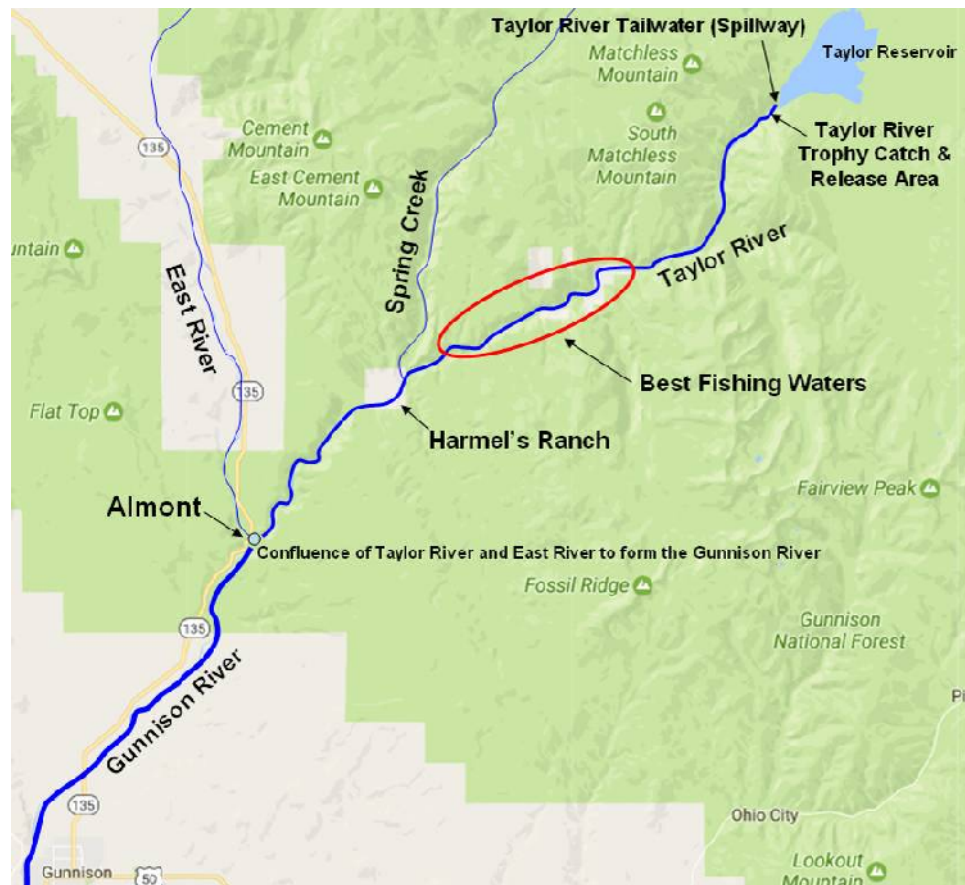 Taylor River Tailwater (Spillway)
Matchless
Mountain
Taylor Reservoir
135
Cement
Mountain
South
Matchless
Mountain
Taylor River
Trophy Catch &
Release Area
East Cement
Mountain
Spring Creek
untain
East River
Taylor River
135
Best Fishing Waters
Flat Top
Harmel's Ranch
Almont
Fairview Peak
Confluence of Taylor River and East River to form the Gunnison River
Fossil Ridge
135
Gunnison
National Forest
Gunnison River
Pi
135
Ohio City
Gunnison
50
Lookout
Mountain